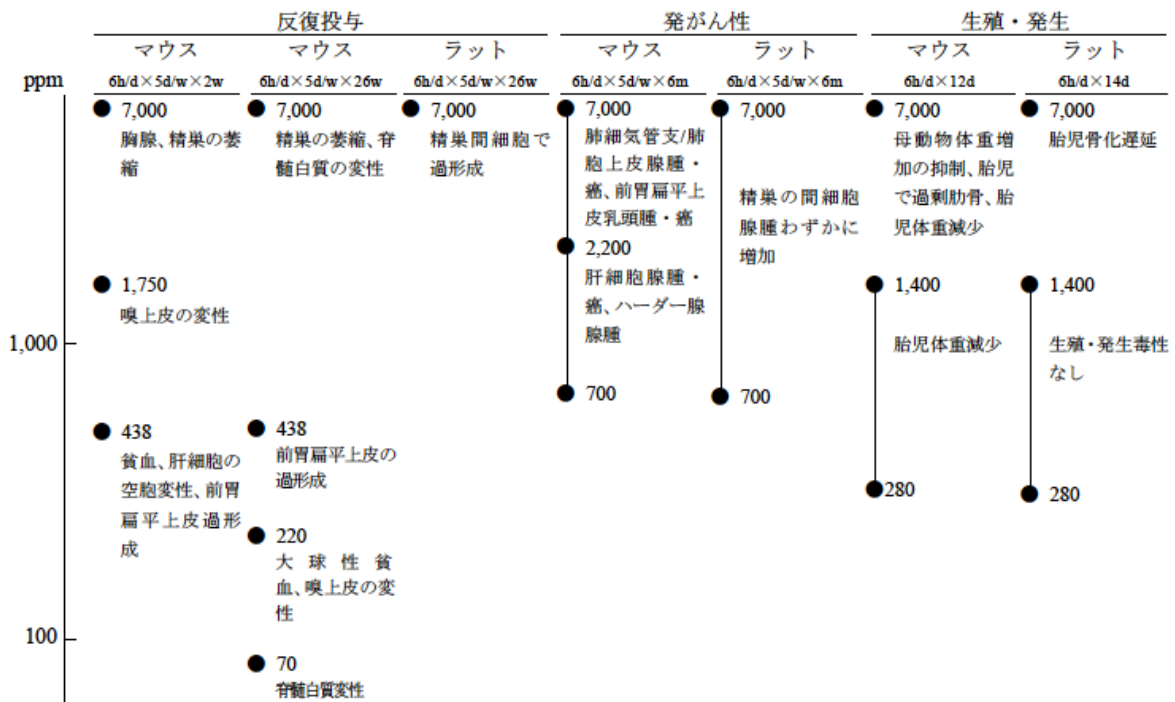 反復投与
発がん性
生殖・発生
マウス
マウス
ラット
マウス
ラット
マウス
ラット
ppm
6h/d×5d/w×2w
6h/d×5d/w×26w
6h/d×5d/w×26w
6h/d×5d/w×6m
6h/d×5d/w×6m
6h/d×12d
6h/d×14d
7,000
胸腺、精巣の萎
縮
1,750
嗅上皮の変性
438
貧血、肝細胞の
空胞変性、前胃
扁平上皮過形
成
7,000
精巣の萎縮、脊
髄白質の変性
438
前胃扁平上皮の
過形成
220
大球性貧
血、嗅上皮の変
性
70
脊髄白質変性
7,000
精巣間細胞で
過形成
7,000
肺細気管支/肺
胞上皮腺腫・
癌、前胃扁平上
皮乳頭腫・癌
2,200
肝細胞腺腫・
癌、ハーダー腺
腺腫
700
7,000
精巣の間細胞
腺腫わずかに
増加
700
7,000
母動物体重増
加の抑制、胎児
で過剰肋骨、胎
児体重減少
1,400
胎児体重減少
280
7,000
胎児骨化遅延
1,400
生殖・発生毒性
なし
280
1,000
100